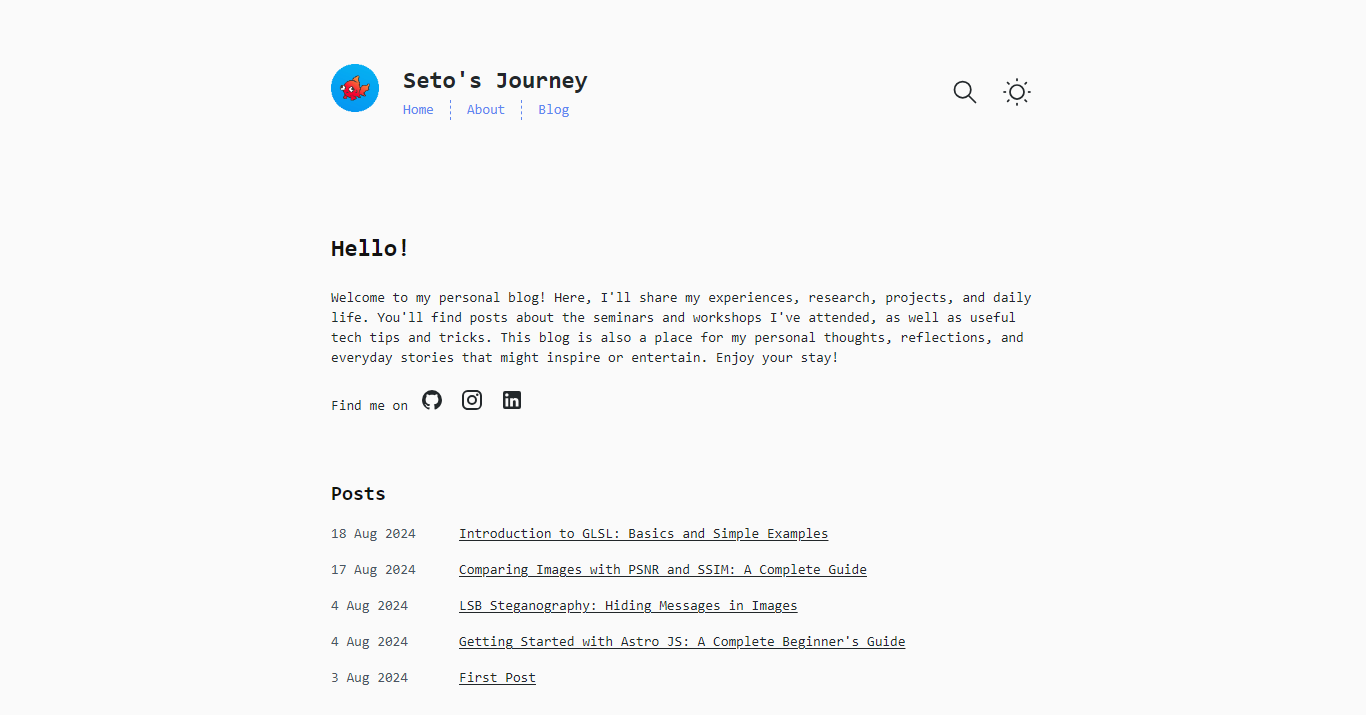 Seto's Journey
Home About Blog
Hello!
Welcome to my personal blog! Here, I'll share my experiences, research, projects, and daily
life. You'll find posts about the seminars and workshops I've attended, as well as useful
tech tips and tricks. This blog is also a place for my personal thoughts, reflections, and
everyday stories that might inspire or entertain. Enjoy your stay!
Find me on
Posts
18 Aug 2024 Introduction to GLSL: Basics and Simple Examples
17 Aug 2024 Comparing Images with PSNR and SSIM: A Complete Guide
4 Aug 2024 LSB Steganography: Hiding Messages in Images
4 Aug 2024 Getting Started with Astro JS: A Complete Beginner's Guide
3 Aug 2024 First Post